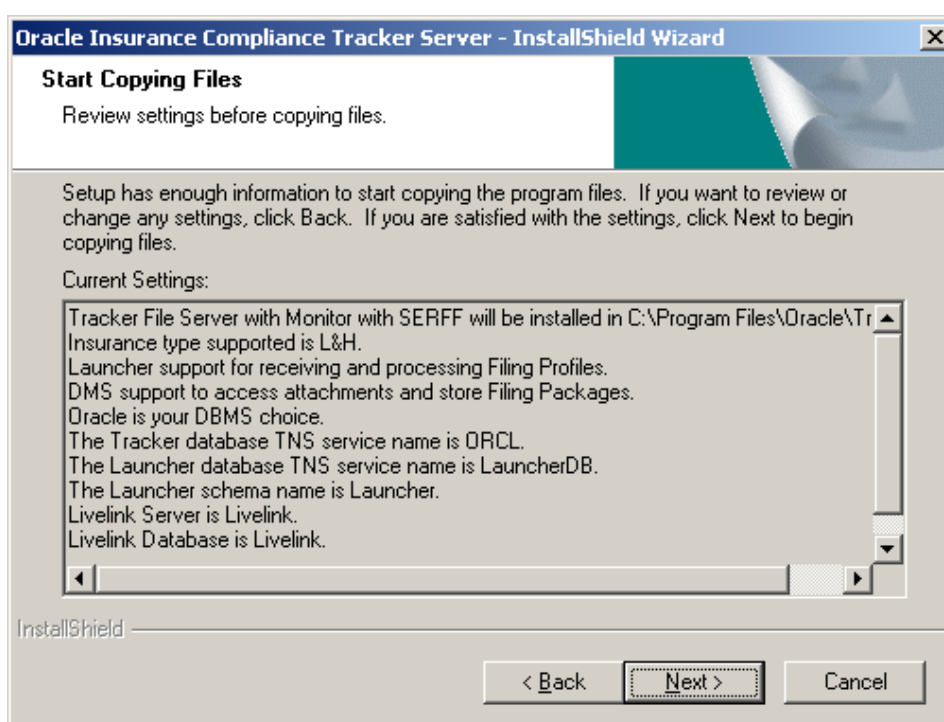 Oracle Insurance Compliance Tracker Server - InstallShield Wizard
Start Copying Files
Review settings before copying files.
Setup has enough information to start copying the program files. If you want to review or
change any settings, click Back. If you are satisfied with the settings, click Next to begin
copying files.
Current Settings:
Tracker File Server with Monitor with SERFF will be installed in C:\Program Files\Oracle\Tr
Insurance type supported is L&H.
Launcher support for receiving and processing Filing Profiles.
DMS support to access attachments and store Filing Packages.
Oracle is your DBMS choice.
The Tracker database TNS service name is ORCL.
The Launcher database TNS service name is LauncherDB.
The Launcher schema name is Launcher.
Livelink Server is Livelink.
Livelink Database is Livelink.
InstallShield
< Back
Next >
Cancel